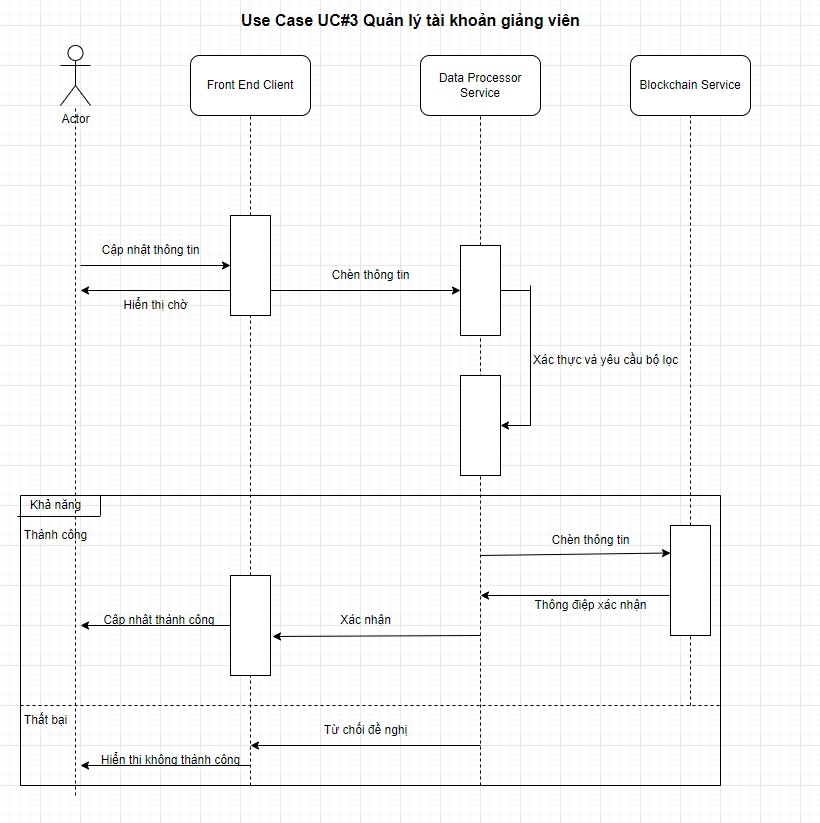 Use Case UC#3 Quản lý tài khoản giảng viên
Actor
Front End Client
Data Processor
Service
Blockchain Service
Cập nhật thông tin
Chèn thông tin
Hiển thị chờ
Xác thực và yêu cầu bộ lọc
Khả năng
Thành công
Chèn thông tin
Thông điệp xác nhận
Cập nhật thành công
Xác nhận
Thất bại
Từ chối đề nghị
Hiển thị không thành công